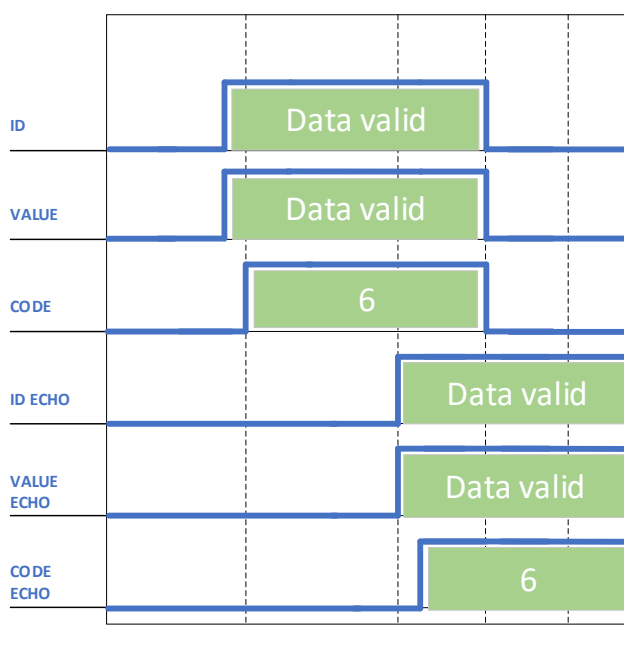 ID
Data valid
VALUE
Data valid
CODE
6
ID ECHO
Data valid
VALUE
ECHO
Data valid
CODE
ECHO
6